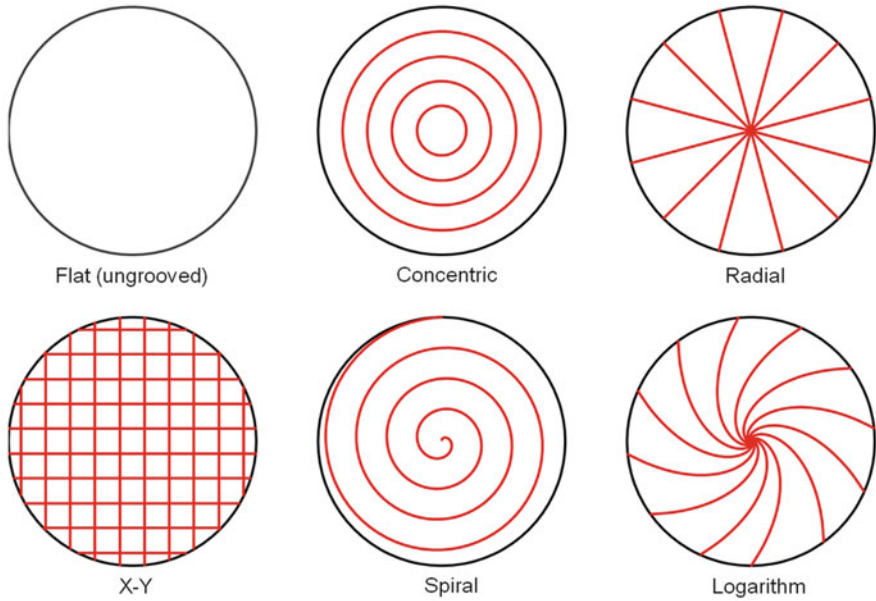 Flat (ungrooved)
Concentric
Radial
X-Y
Spiral
Logarithm